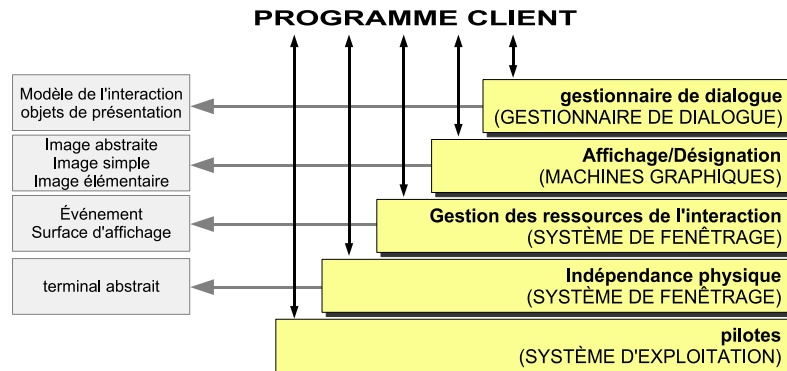 PROGRAMME CLIENT
Modèle de l'interaction
objets de présentation
gestionnaire de dialogue
(GESTIONNAIRE DE DIALOGUE)
Image abstraite
Image simple
Image élémentaire
Affichage/Désignation
(MACHINES GRAPHIQUES)
Événement
Surface d'affichage
Gestion des ressources de l'interaction
(SYSTÈME DE FENÊTRAGE)
terminal abstrait
Indépendance physique
(SYSTÈME DE FENÊTRAGE)
pilotes
(SYSTÈME D'EXPLOITATION)